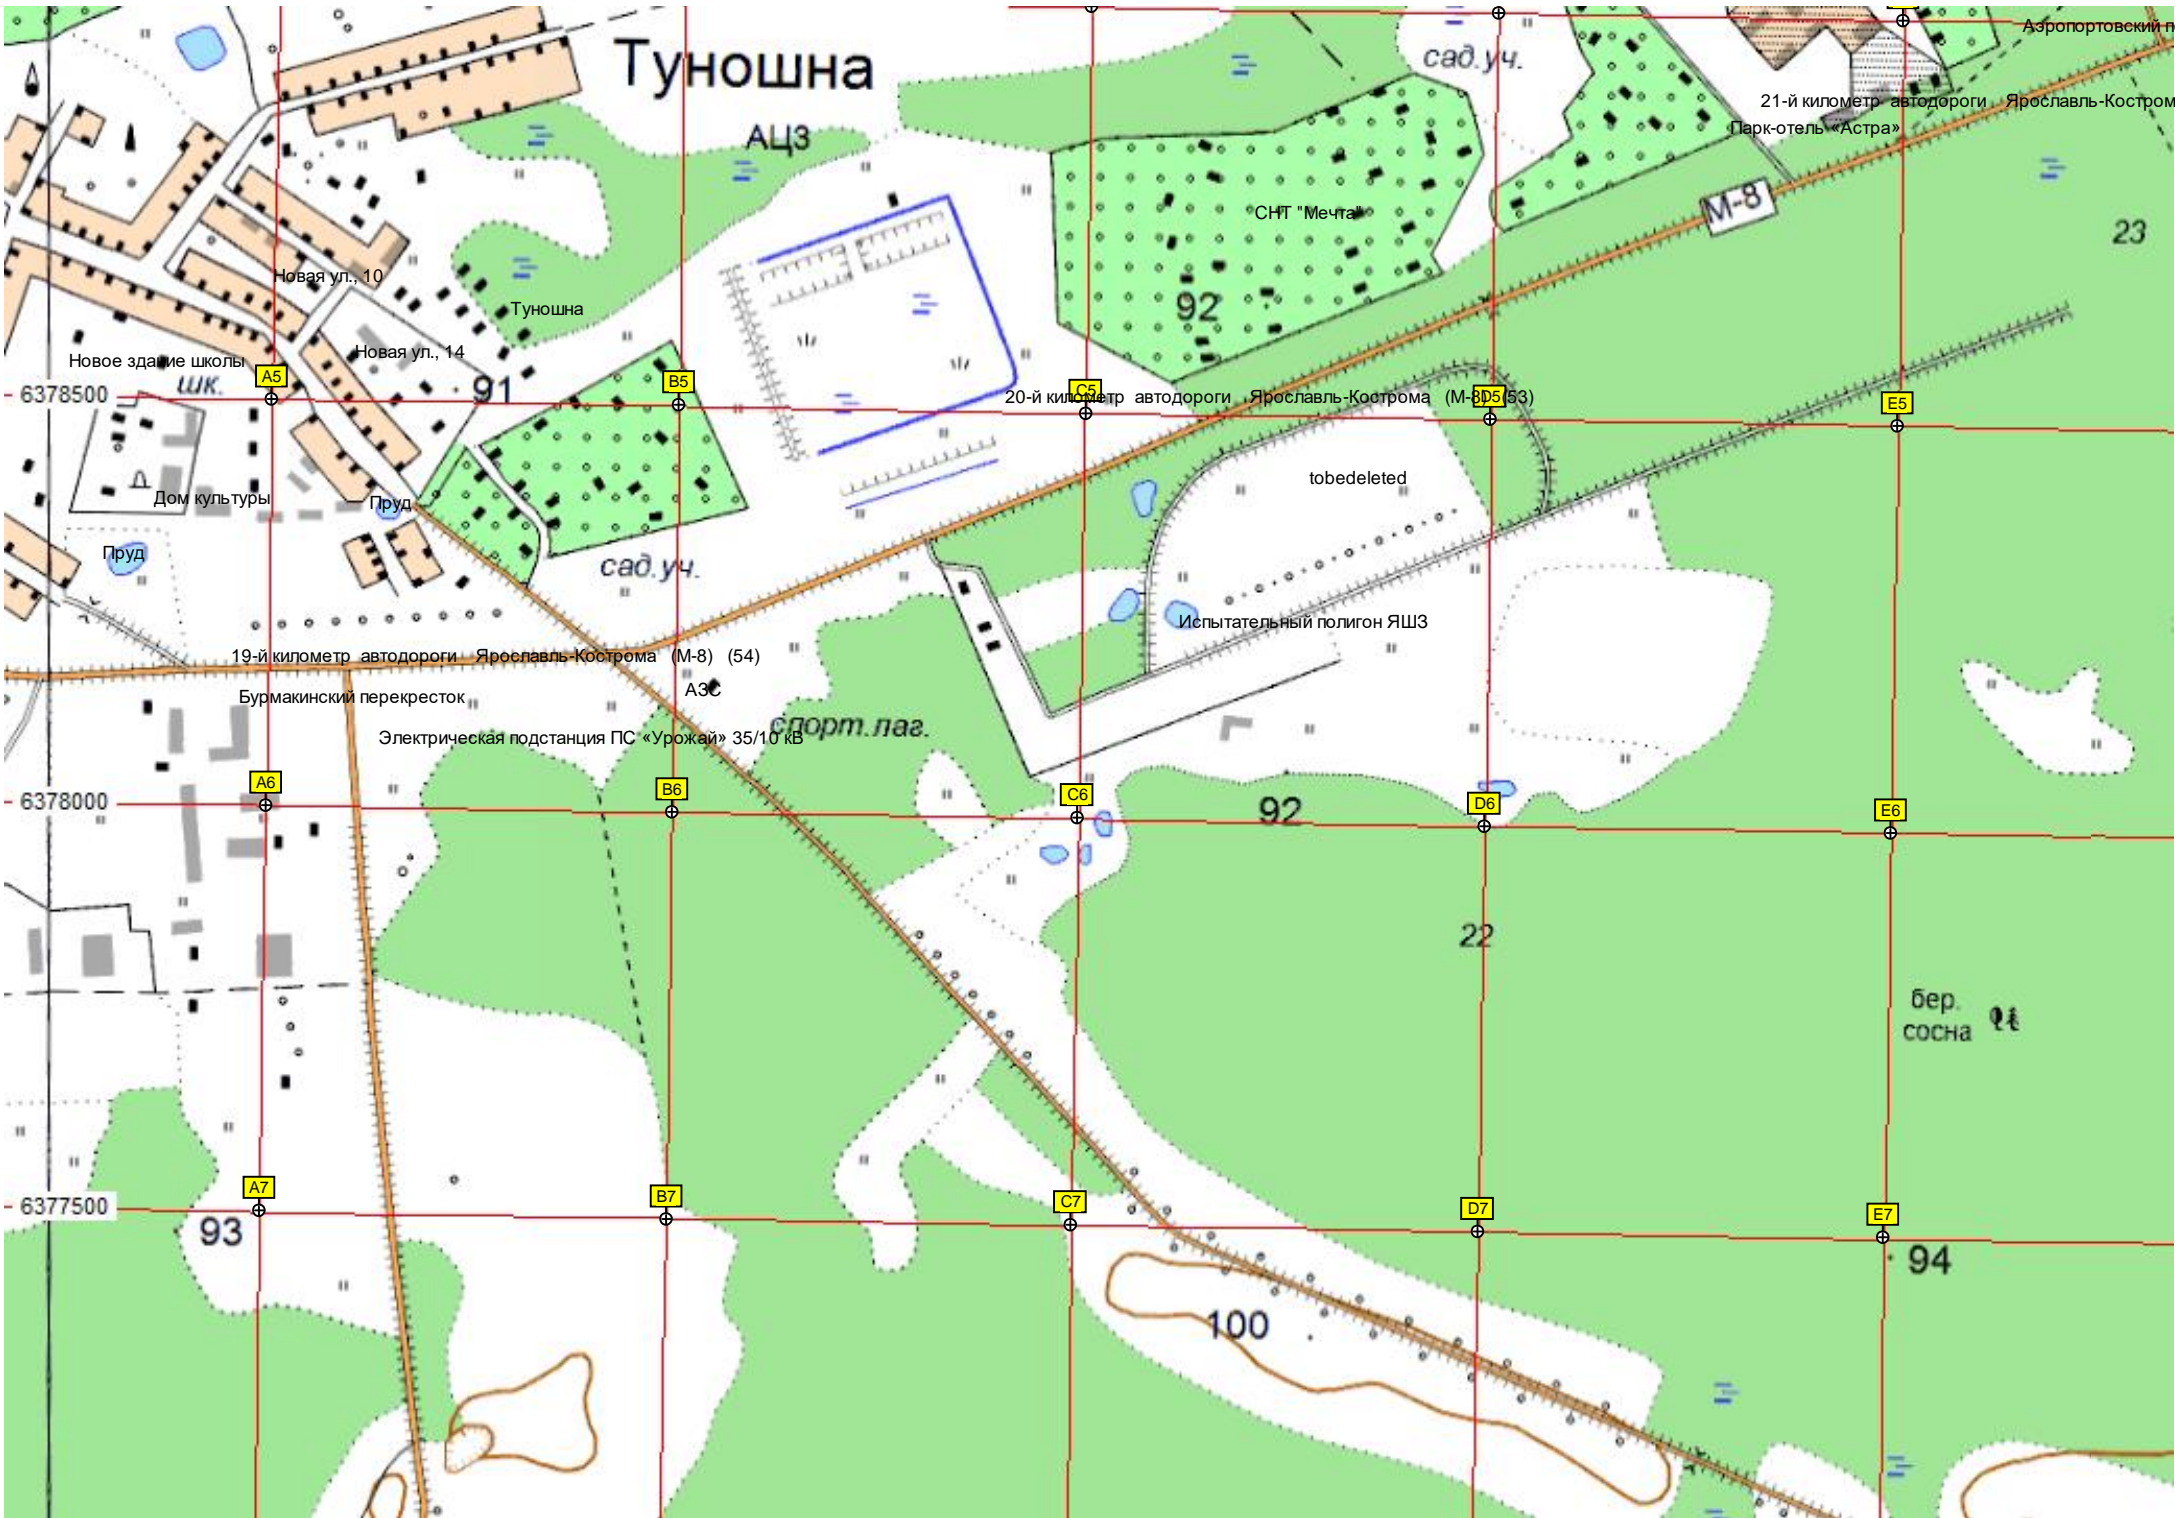 Аэропортовский п
Туношна
сад.уч.
21-й километр автодороги Ярославль-Костром
Парк-отель «Астра»
АЦЗ
М-8
СНТ "Мечта"
23
Новая ул., 10
Туношна
92
Новая ул., 14
Новое здание школы
шк.
A5
B5
C5
D5
E5
91
6378500
20-й километр автодороги Ярославль-Кострома (М-8) (53)
tobedeleted
Дом культуры
Пруд
Пруд
сад.уч.
Испытательный полигон ЯШЗ
19-й километр автодороги Ярославль-Кострома (М-8) (54)
Бурмакинский перекресток
АЗС
спорт.лаг.
Электрическая подстанция ПС «Урожай» 35/10 кВ
A6
B6
C6
D6
E6
6378000
92
22
бер.
сосна
A7
B7
C7
D7
E7
6377500
93
94
100